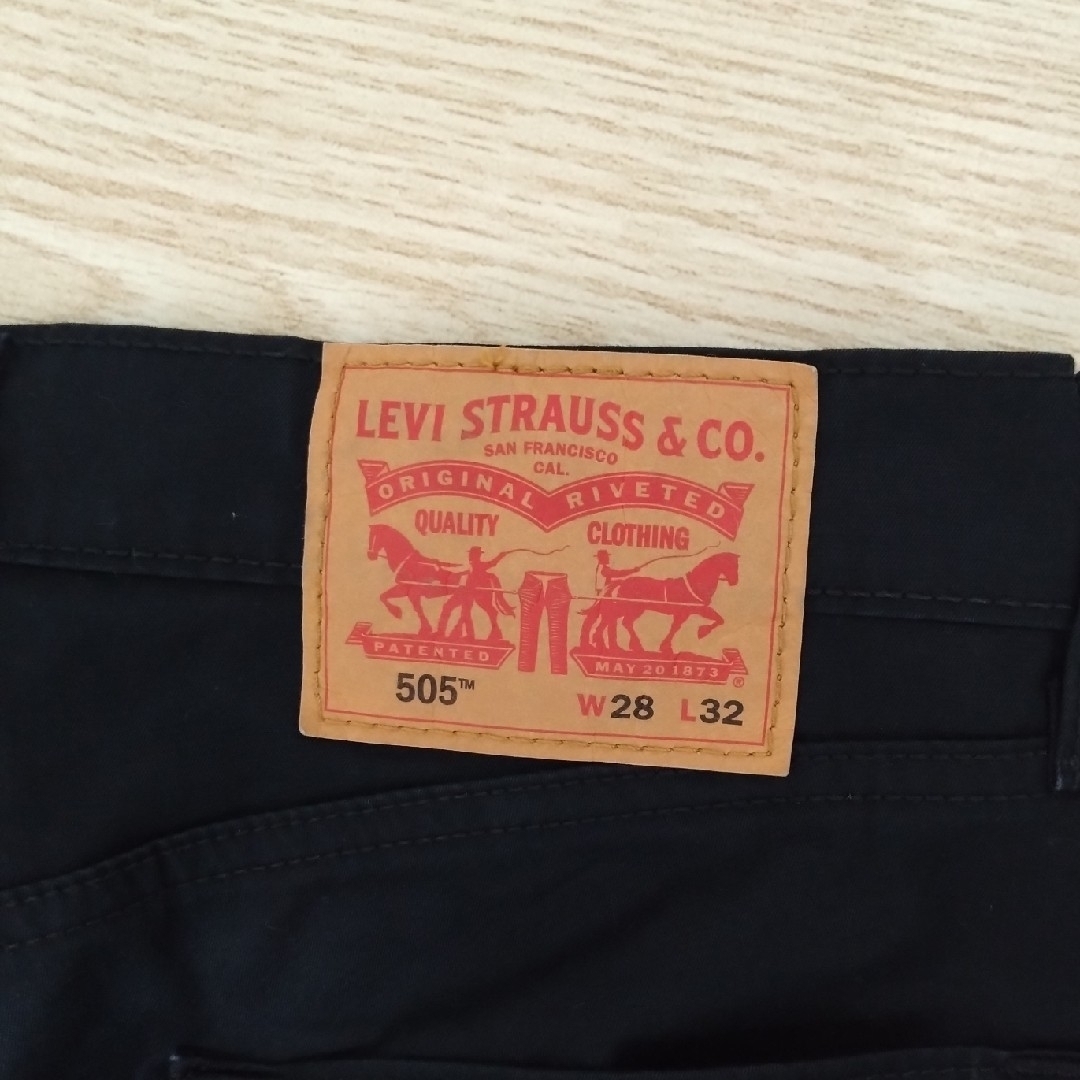 LEVI STRAUSS & CO.
SAN FRANCISCO
CAL.
ORIGINAL RIVETED
QUALITY CLOTHING
PATENTED MAY 20 1873 ®
505™ W28 L32